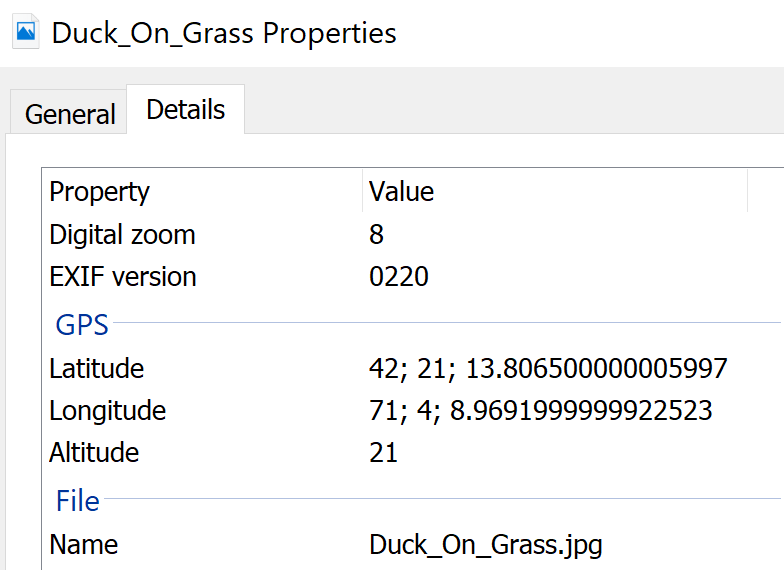 Duck_On_Grass Properties
General Details
Property Value
Digital zoom 8
EXIF version 0220
GPS
Latitude 42; 21; 13.806500000005997
Longitude 71; 4; 8.9691999999922523
Altitude 21
File
Name Duck_On_Grass.jpg